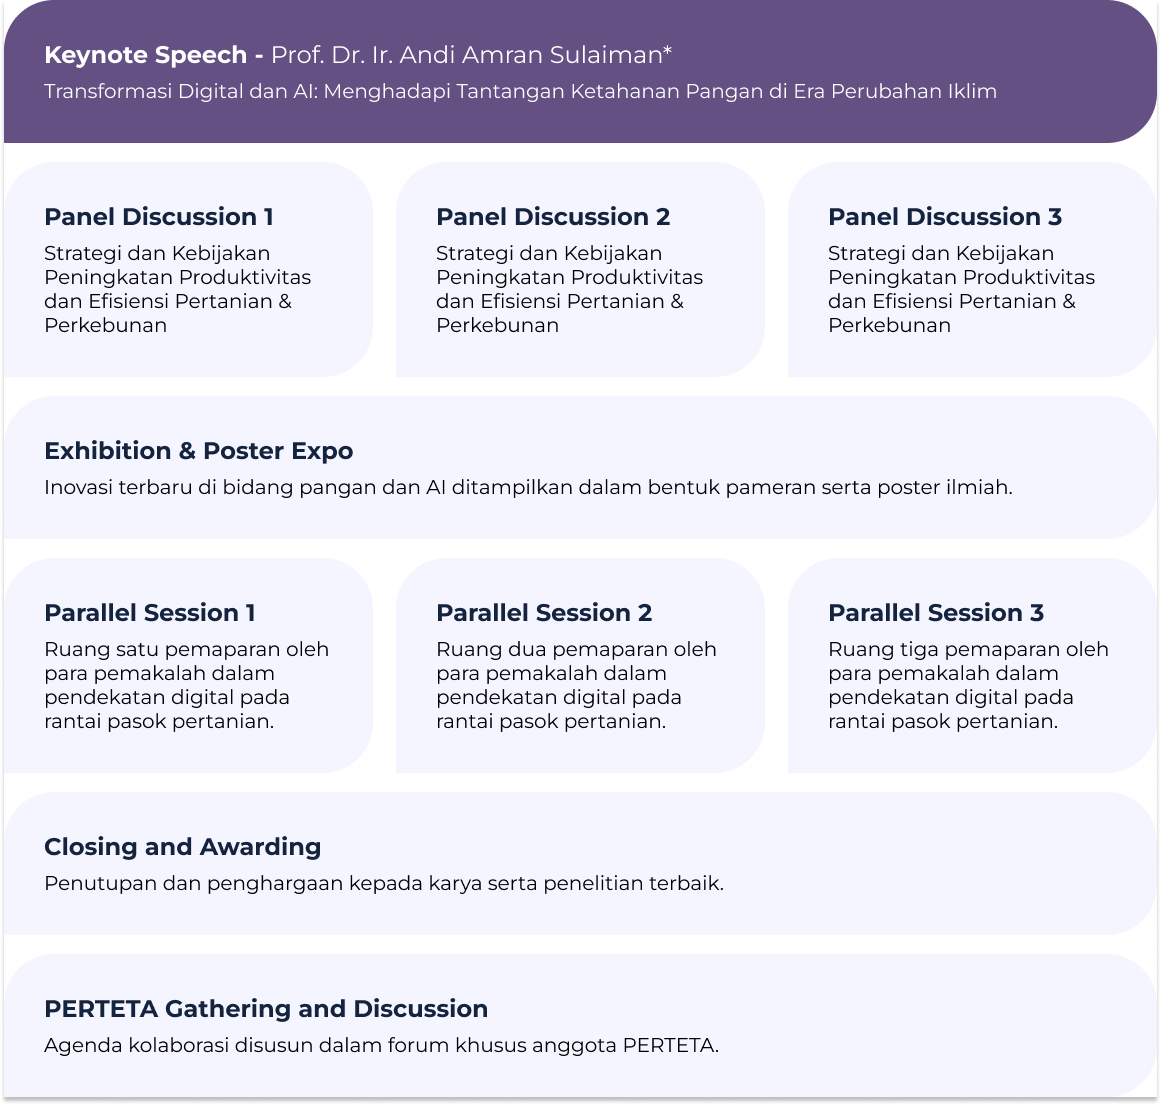 Keynote Speech - Prof. Dr. Ir. Andi Amran Sulaiman*
Transformasi Digital dan AI: Menghadapi Tantangan Ketahanan Pangan di Era Perubahan Iklim
Panel Discussion 1
Strategi dan Kebijakan
Peningkatan Produktivitas
dan Efisiensi Pertanian &
Perkebunan
Panel Discussion 2
Strategi dan Kebijakan
Peningkatan Produktivitas
dan Efisiensi Pertanian &
Perkebunan
Panel Discussion 3
Strategi dan Kebijakan
Peningkatan Produktivitas
dan Efisiensi Pertanian &
Perkebunan
Exhibition & Poster Expo
Inovasi terbaru di bidang pangan dan AI ditampilkan dalam bentuk pameran serta poster ilmiah.
Parallel Session 1
Ruang satu pemaparan oleh
para pemakalah dalam
pendekatan digital pada
rantai pasok pertanian.
Parallel Session 2
Ruang dua pemaparan oleh
para pemakalah dalam
pendekatan digital pada
rantai pasok pertanian.
Parallel Session 3
Ruang tiga pemaparan oleh
para pemakalah dalam
pendekatan digital pada
rantai pasok pertanian.
Closing and Awarding
Penutupan dan penghargaan kepada karya serta penelitian terbaik.
PERTETA Gathering and Discussion
Agenda kolaborasi disusun dalam forum khusus anggota PERTETA.